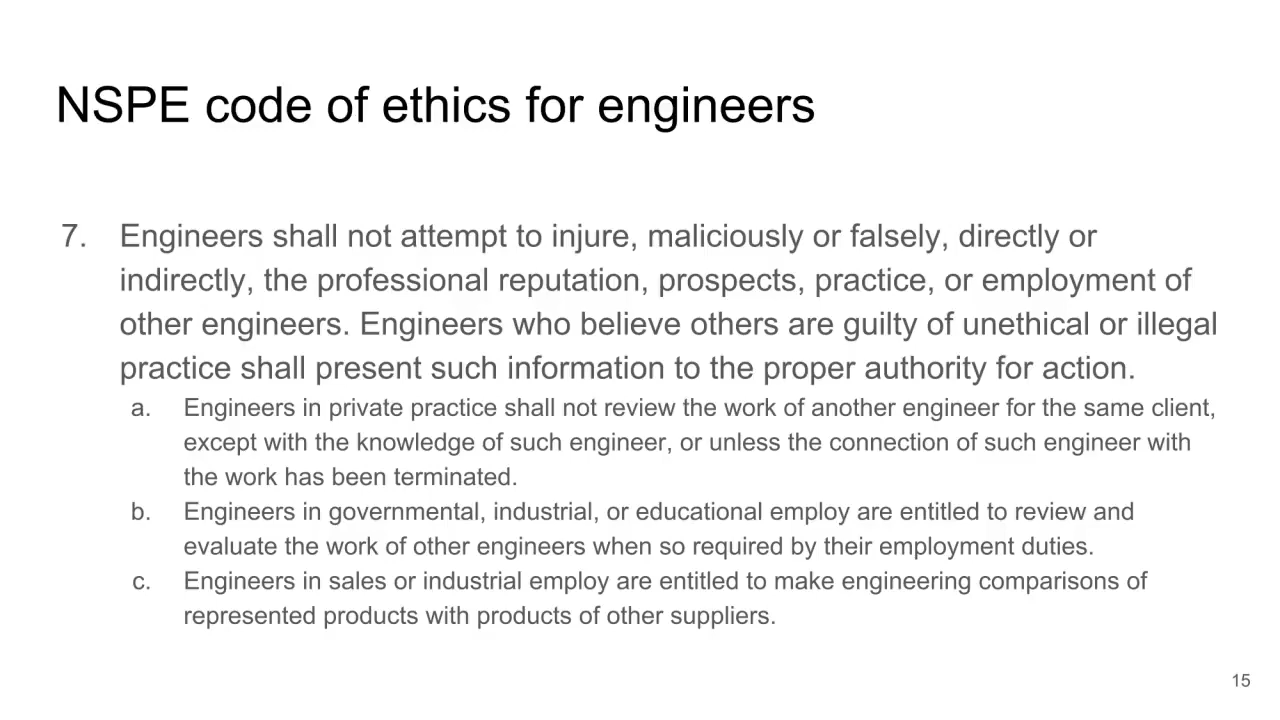 NSPE code of ethics for engineers
7. Engineers shall not attempt to injure, maliciously or falsely, directly or
indirectly, the professional reputation, prospects, practice, or employment of
other engineers. Engineers who believe others are guilty of unethical or illegal
practice shall present such information to the proper authority for action.
a. Engineers in private practice shall not review the work of another engineer for the same client,
except with the knowledge of such engineer, or unless the connection of such engineer with
the work has been terminated.
b. Engineers in governmental, industrial, or educational employ are entitled to review and
evaluate the work of other engineers when so required by their employment duties.
c. Engineers in sales or industrial employ are entitled to make engineering comparisons of
represented products with products of other suppliers.
15